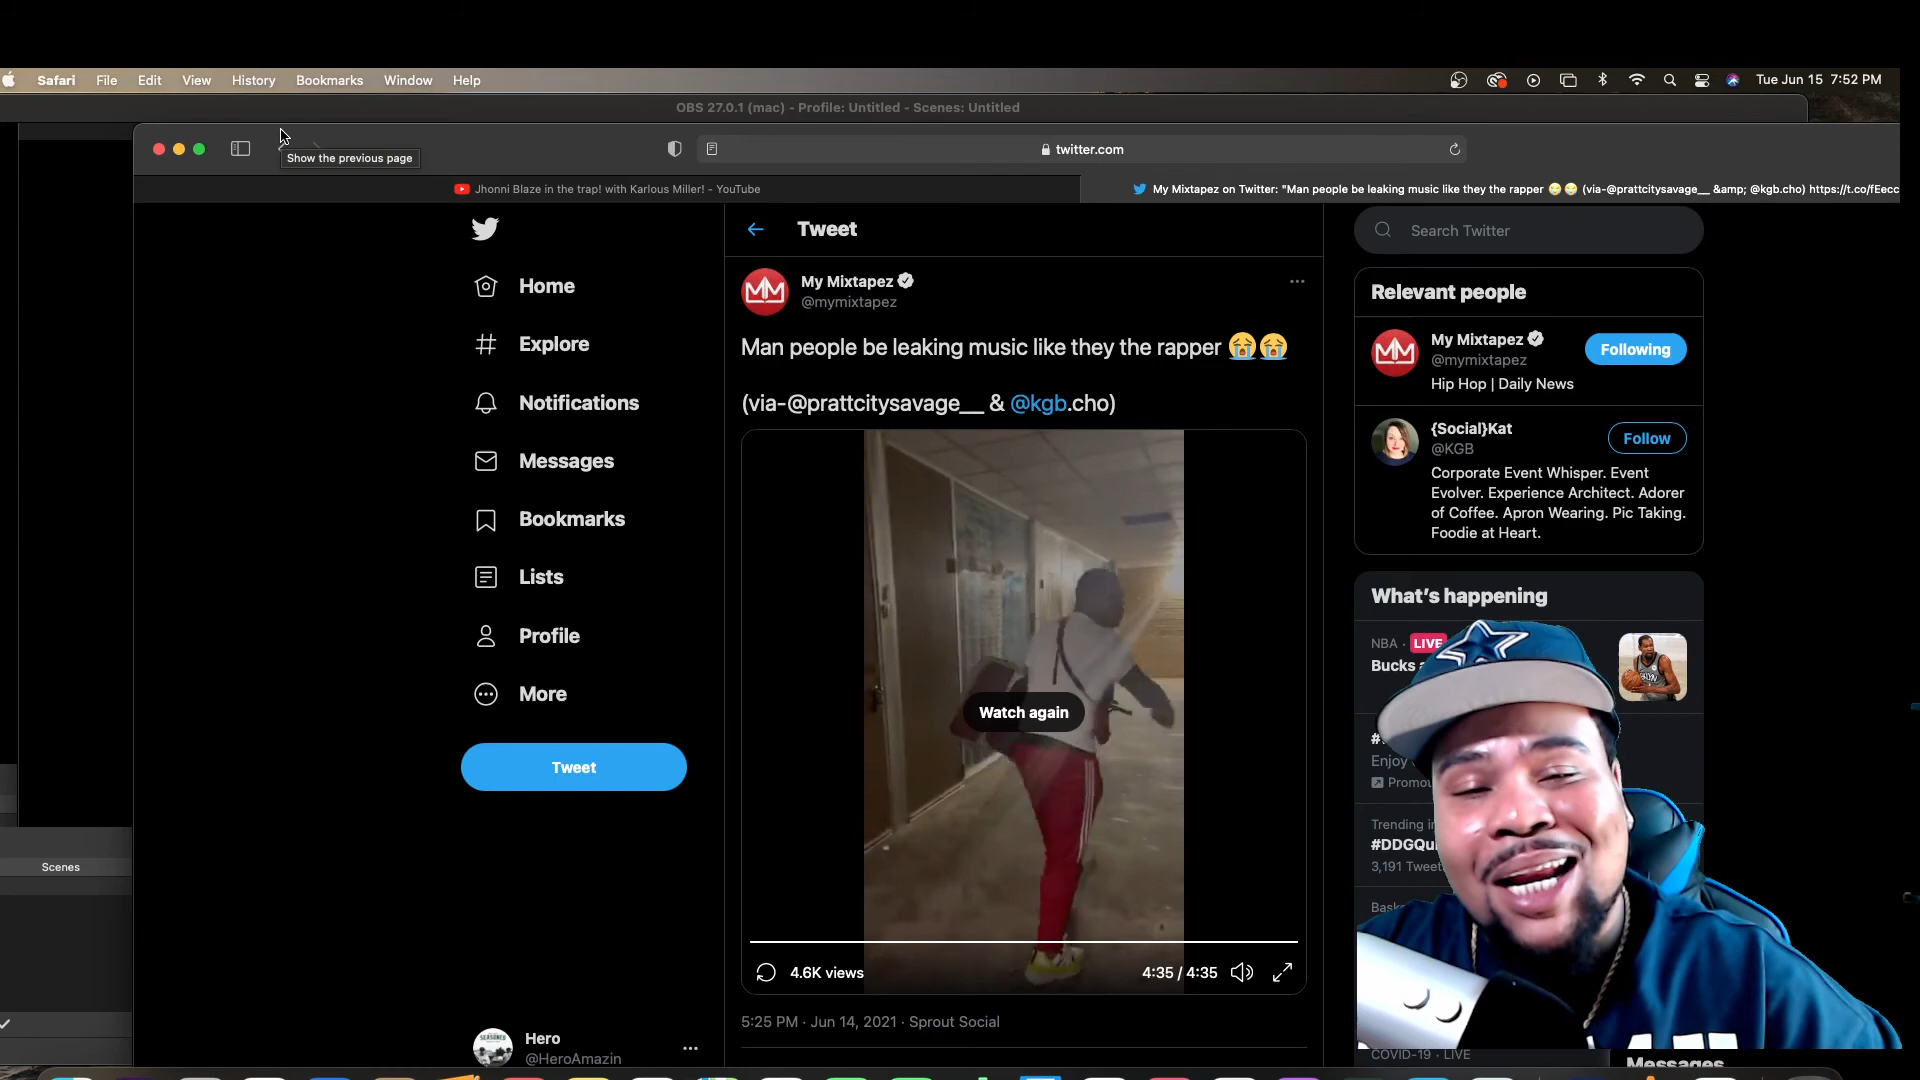 Safari File Edit View History Bookmarks Window Help
Tue Jun 15 7:52 PM
OBS 27.0.1 (mac) - Profile: Untitled - Scenes: Untitled
twitter.com
Show the previous page
Jhonni Blaze in the trap! with Karlous Miller! - YouTube
My Mixtapez on Twitter: "Man people be leaking music like they the rapper 😭😭 (via-@prattcitysavage__ &amp; @kgb.cho) https://t.co/fEecc
Home
Explore
Notifications
Messages
Bookmarks
Lists
Profile
More
Tweet
Hero
@HeroAmazin
Scenes
Tweet
My Mixtapez
@mymixtapez
Man people be leaking music like they the rapper 😭😭
(via-@prattcitysavage__ & @kgb.cho)
Watch again
4.6K views
4:35 / 4:35
5:25 PM · Jun 14, 2021 · Sprout Social
Search Twitter
Relevant people
My Mixtapez
@mymixtapez
Following
Hip Hop | Daily News
{Social}Kat
@KGB
Follow
Corporate Event Whisper. Event
Evolver. Experience Architect. Adorer
of Coffee. Apron Wearing. Pic Taking.
Foodie at Heart.
What's happening
NBA · LIVE
Bucks
Enjoy
Trending
#DDGQu
3,191 Tweet
COVID-19 · LIVE
Messages